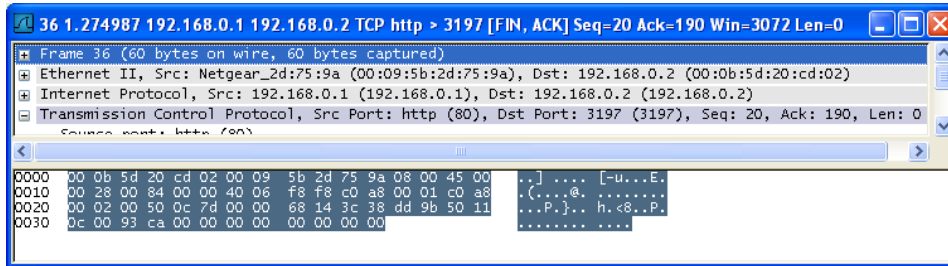 36 1.274987 192.168.0.1 192.168.0.2 TCP http > 3197 [FIN, ACK] Seq=20 Ack=190 Win=3072 Len=0
Frame 36 (60 bytes on wire, 60 bytes captured)
Ethernet II, Src: Netgear_2d:75:9a (00:09:5b:2d:75:9a), Dst: 192.168.0.2 (00:0b:5d:20:cd:02)
Internet Protocol, Src: 192.168.0.1 (192.168.0.1), Dst: 192.168.0.2 (192.168.0.2)
Transmission Control Protocol, Src Port: http (80), Dst Port: 3197 (3197), Seq: 20, Ack: 190, Len: 0
Source port: http (80)
0000 00 0b 5d 20 cd 02 00 09 5b 2d 75 9a 08 00 45 00 ..] .... [-u...E.
0010 00 28 00 84 00 00 40 06 f8 f8 c0 a8 00 01 c0 a8 .(....@. ........
0020 00 02 00 50 0c 7d 00 00 68 14 3c 38 dd 9b 50 11 ...P.}.. h.<8..P.
0030 0c 00 93 ca 00 00 00 00 00 00 00 00 ........ ....